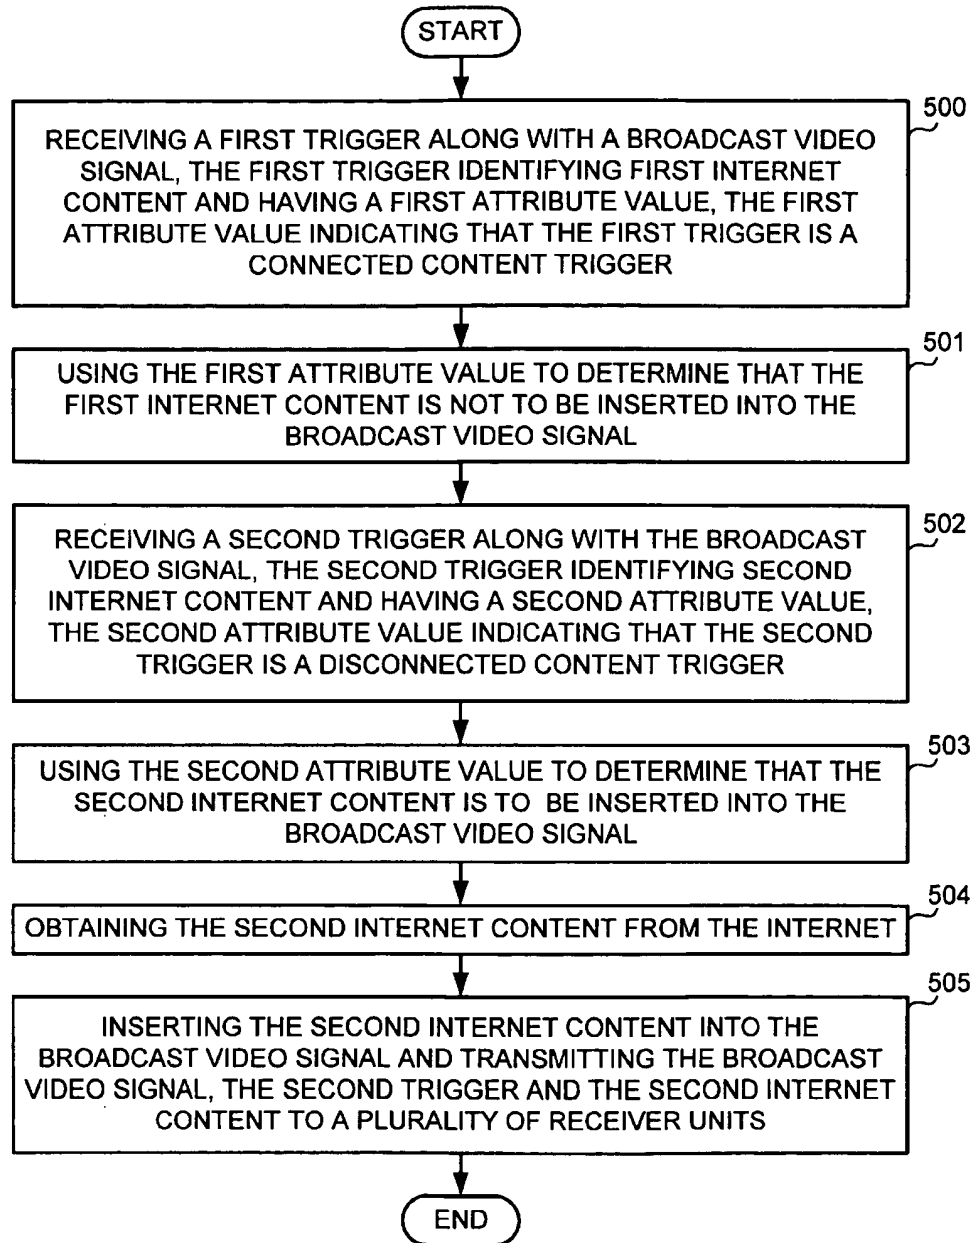 START
500
RECEIVING A FIRST TRIGGER ALONG WITH A BROADCAST VIDEO
SIGNAL, THE FIRST TRIGGER IDENTIFYING FIRST INTERNET
CONTENT AND HAVING A FIRST ATTRIBUTE VALUE, THE FIRST
ATTRIBUTE VALUE INDICATING THAT THE FIRST TRIGGER IS A
CONNECTED CONTENT TRIGGER
501
USING THE FIRST ATTRIBUTE VALUE TO DETERMINE THAT THE
FIRST INTERNET CONTENT IS NOT TO BE INSERTED INTO THE
BROADCAST VIDEO SIGNAL
502
RECEIVING A SECOND TRIGGER ALONG WITH THE BROADCAST
VIDEO SIGNAL, THE SECOND TRIGGER IDENTIFYING SECOND
INTERNET CONTENT AND HAVING A SECOND ATTRIBUTE VALUE,
THE SECOND ATTRIBUTE VALUE INDICATING THAT THE SECOND
TRIGGER IS A DISCONNECTED CONTENT TRIGGER
503
USING THE SECOND ATTRIBUTE VALUE TO DETERMINE THAT THE
SECOND INTERNET CONTENT IS TO BE INSERTED INTO THE
BROADCAST VIDEO SIGNAL
504
OBTAINING THE SECOND INTERNET CONTENT FROM THE INTERNET
505
INSERTING THE SECOND INTERNET CONTENT INTO THE
BROADCAST VIDEO SIGNAL AND TRANSMITTING THE BROADCAST
VIDEO SIGNAL, THE SECOND TRIGGER AND THE SECOND INTERNET
CONTENT TO A PLURALITY OF RECEIVER UNITS
END